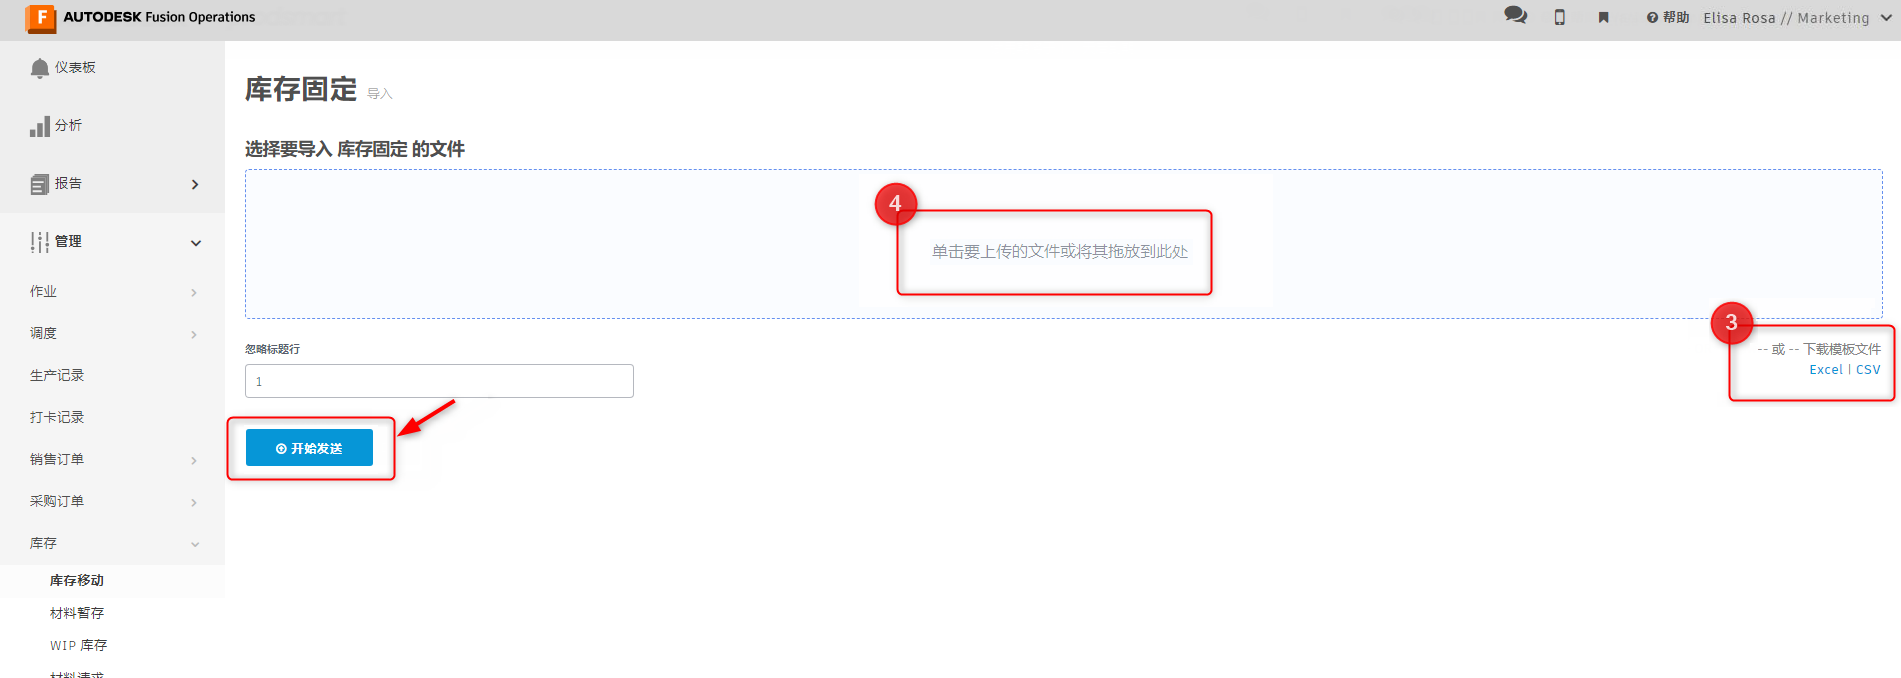 AUTODESK Fusion Operations
帮助 Elisa Rosa // Marketing
仪表板
分析
报告
管理
作业
调度
生产记录
打卡记录
销售订单
采购订单
库存
库存移动
材料暂存
WIP 库存
材料请求
库存固定 导入
选择要导入 库存固定 的文件
4
单击要上传的文件或将其拖放到此处
3
-- 或 -- 下载模板文件
Excel | CSV
忽略标题行
1
开始发送